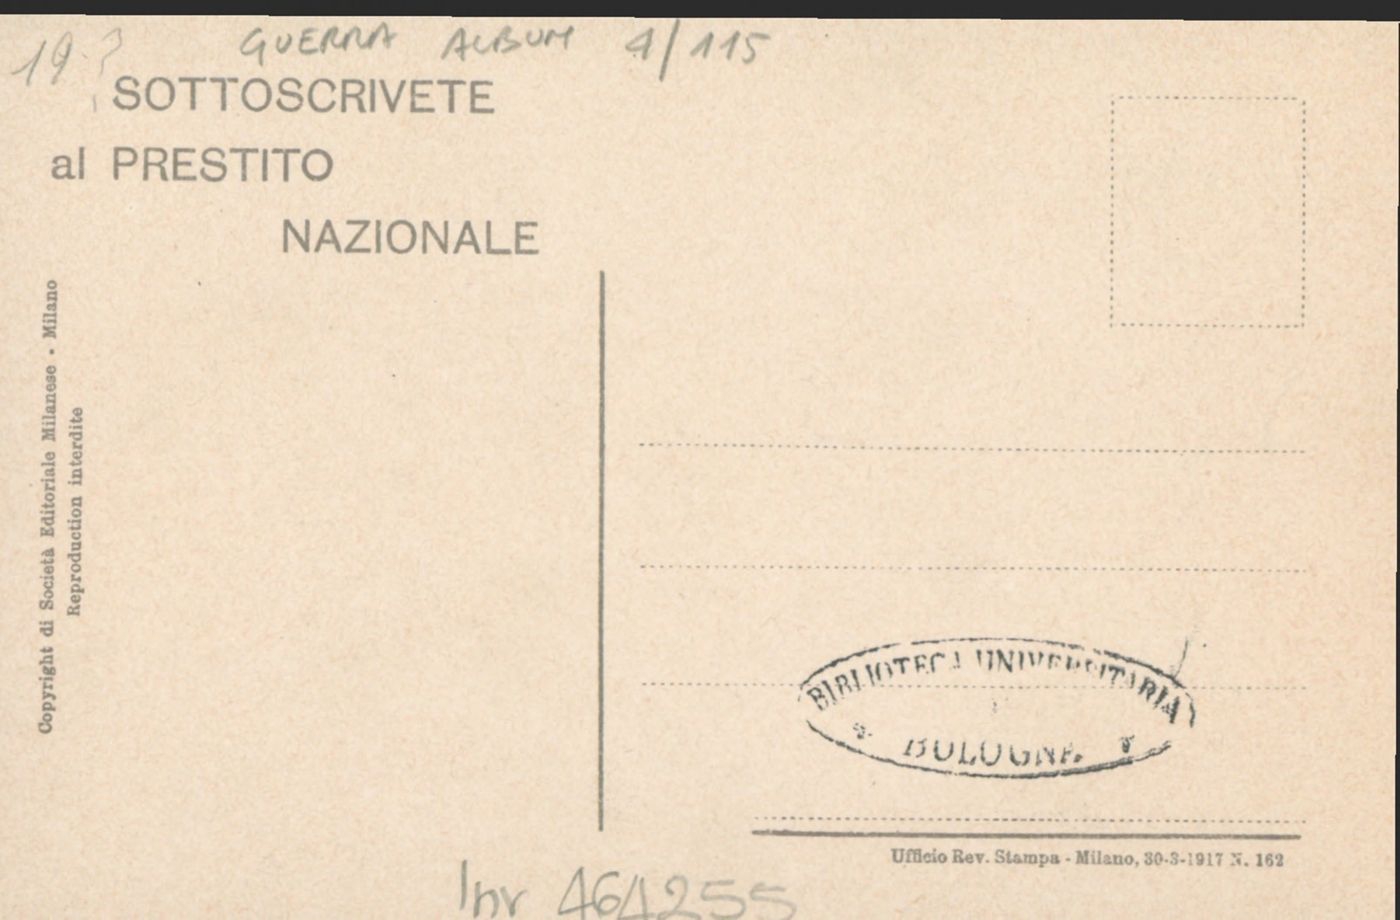 GUERRA ALBUM 4/115
SOTTOSCRIVETE
al PRESTITO
NAZIONALE
Copyright di Società Editoriale Milanese - Milano
Reproduction interdite
BIBLIOTECA UNIVERSITARIA
BOLOGNA
Ufficio Rev. Stampa - Milano, 30-3-1917 N. 162
Inv 464255